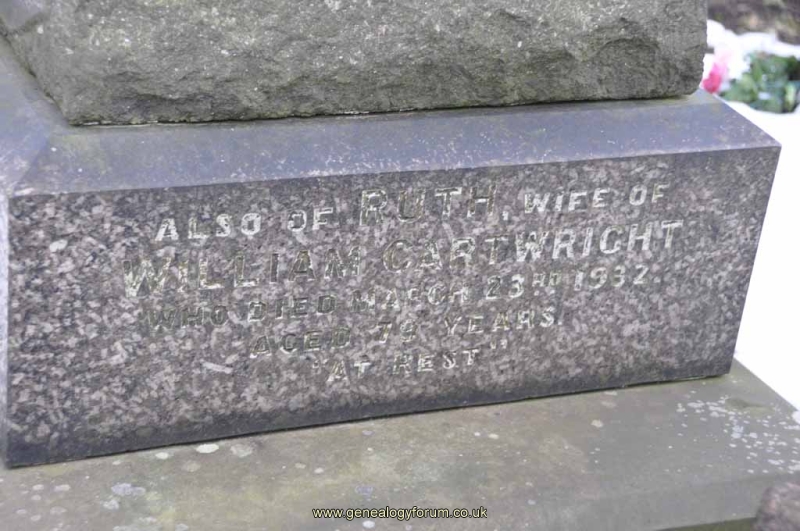 ALSO OF RUTH, WIFE OF
WILLIAM CARTWRIGHT
WHO DIED MARCH 23RD 1932.
AGED 79 YEARS.
"AT REST"
www.genealogyforum.co.uk